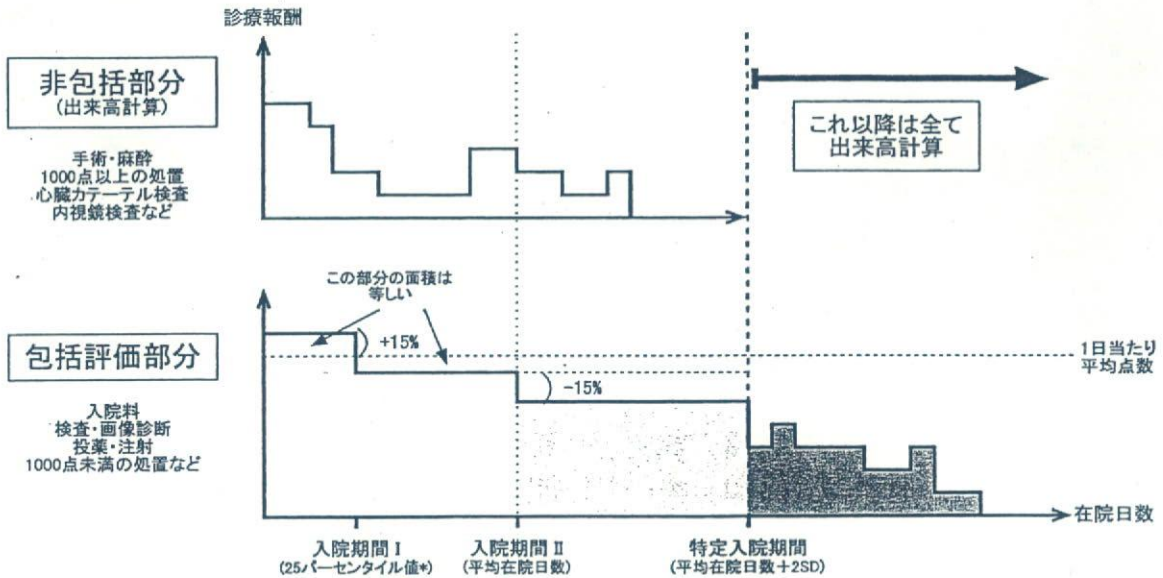 診療報酬
非包括部分
(出来高計算)
手術・麻酔
1000点以上の処置
心臓カテーテル検査
内視鏡検査など
これ以降は全て
出来高計算
この部分の面積は
等しい
+15%
包括評価部分
1日当たり
平均点数
-15%
入院料
検査・画像診断
投薬・注射
1000点未満の処置など
在院日数
入院期間 I
(25パーセンタイル値*)
入院期間 II
(平均在院日数)
特定入院期間
(平均在院日数+2SD)